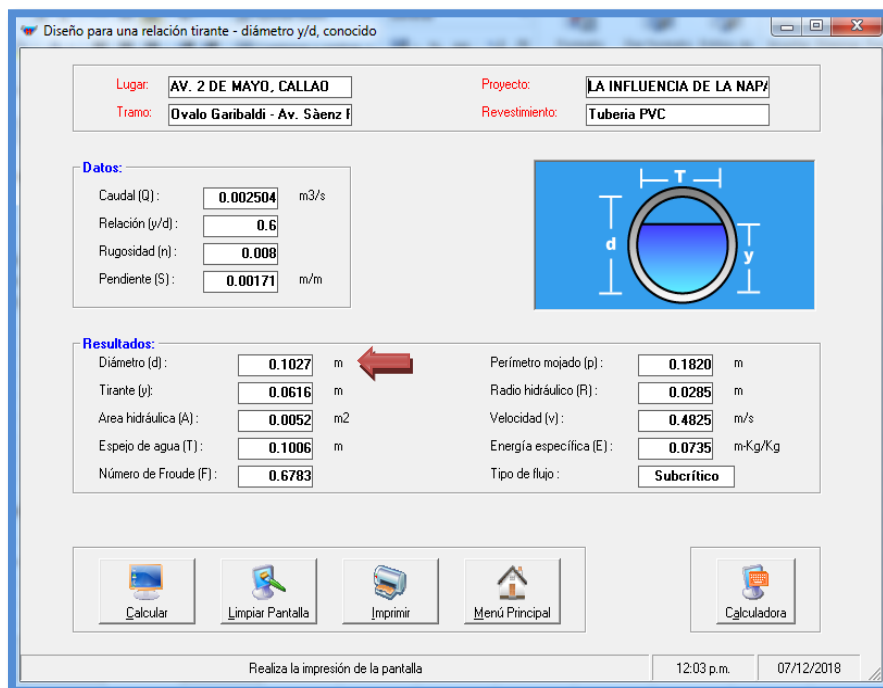 Diseño para una relación tirante - diámetro y/d, conocido
Lugar: AV. 2 DE MAYO, CALLAO Proyecto: LA INFLUENCIA DE LA NAPA
Tramo: Ovalo Garibaldi - Av. Sàenz P Revestimiento: Tuberia PVC
Datos:
Caudal (Q) : 0.002504 m3/s
Relación (y/d) : 0.6
Rugosidad (n) : 0.008
Pendiente (S) : 0.00171 m/m
T
d
y
Resultados:
Diámetro (d) : 0.1027 m Perímetro mojado (p) : 0.1820 m
Tirante (y): 0.0616 m Radio hidráulico (R) : 0.0285 m
Area hidráulica (A) : 0.0052 m2 Velocidad (v) : 0.4825 m/s
Espejo de agua (T) : 0.1006 m Energía específica (E) : 0.0735 m-Kg/Kg
Número de Froude (F) : 0.6783 Tipo de flujo : Subcrítico
Calcular Limpiar Pantalla Imprimir Menú Principal Calculadora
Realiza la impresión de la pantalla 12:03 p.m. 07/12/2018